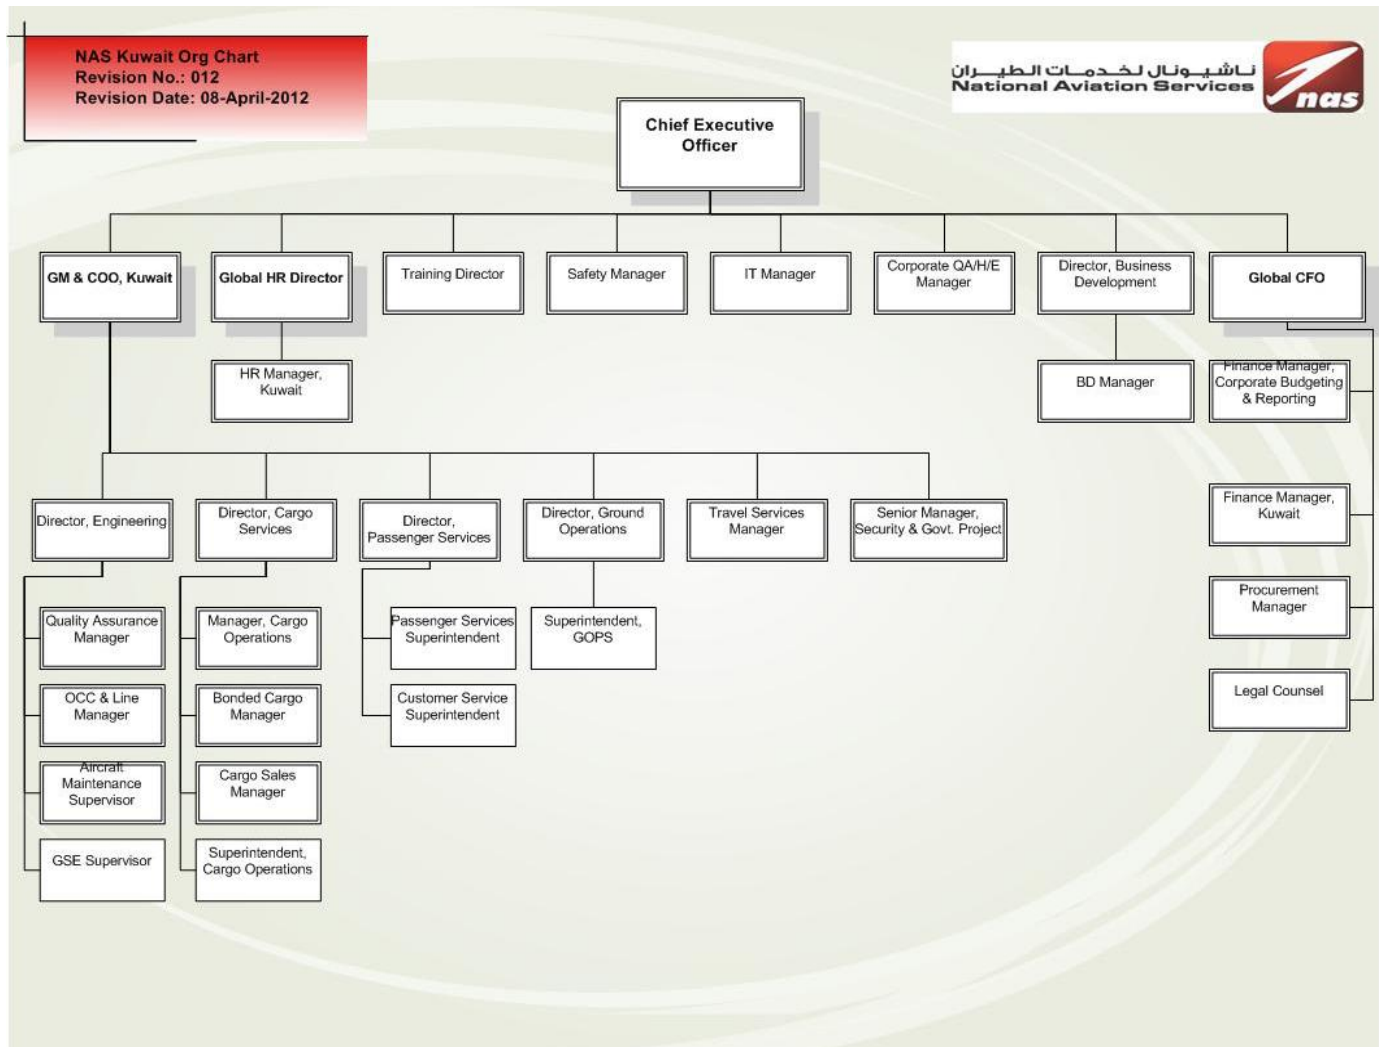 NAS Kuwait Org Chart
Revision No.: 012
Revision Date: 08-April-2012
ناشيونال لخدمات الطيران
National Aviation Services
nas
Chief Executive
Officer
GM & COO, Kuwait
Global HR Director
Training Director
Safety Manager
IT Manager
Corporate QA/H/E
Manager
Director, Business
Development
Global CFO
HR Manager,
Kuwait
BD Manager
Finance Manager,
Corporate Budgeting
& Reporting
Director, Engineering
Director, Cargo
Services
Director,
Passenger Services
Director, Ground
Operations
Travel Services
Manager
Senior Manager,
Security & Govt. Project
Finance Manager,
Kuwait
Quality Assurance
Manager
Manager, Cargo
Operations
Passenger Services
Superintendent
Superintendent,
GOPS
Procurement
Manager
OCC & Line
Manager
Bonded Cargo
Manager
Customer Service
Superintendent
Legal Counsel
Aircraft
Maintenance
Supervisor
Cargo Sales
Manager
GSE Supervisor
Superintendent,
Cargo Operations